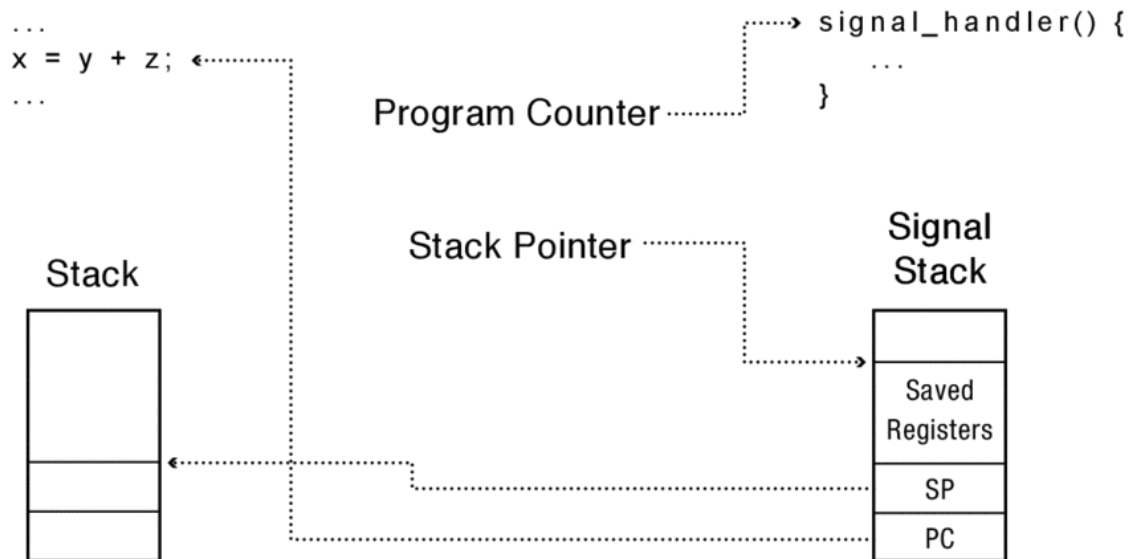 ...
x = y + z;
...
signal_handler() {
...
}
Program Counter
Stack Pointer
Stack
Signal
Stack
Saved
Registers
SP
PC